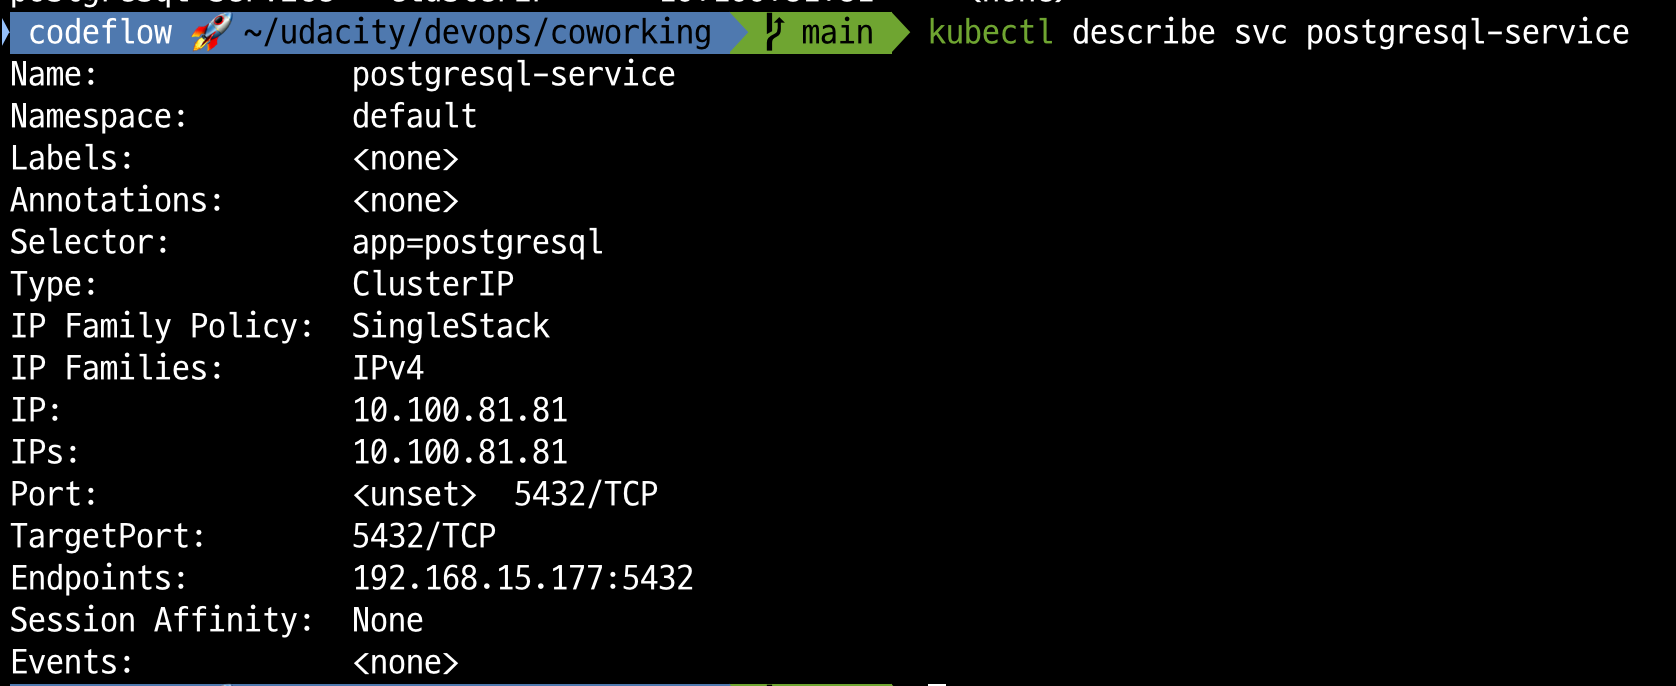 codeflow 🚀 ~/udacity/devops/coworking main kubectl describe svc postgresql-service
Name: postgresql-service
Namespace: default
Labels: <none>
Annotations: <none>
Selector: app=postgresql
Type: ClusterIP
IP Family Policy: SingleStack
IP Families: IPv4
IP: 10.100.81.81
IPs: 10.100.81.81
Port: <unset> 5432/TCP
TargetPort: 5432/TCP
Endpoints: 192.168.15.177:5432
Session Affinity: None
Events: <none>